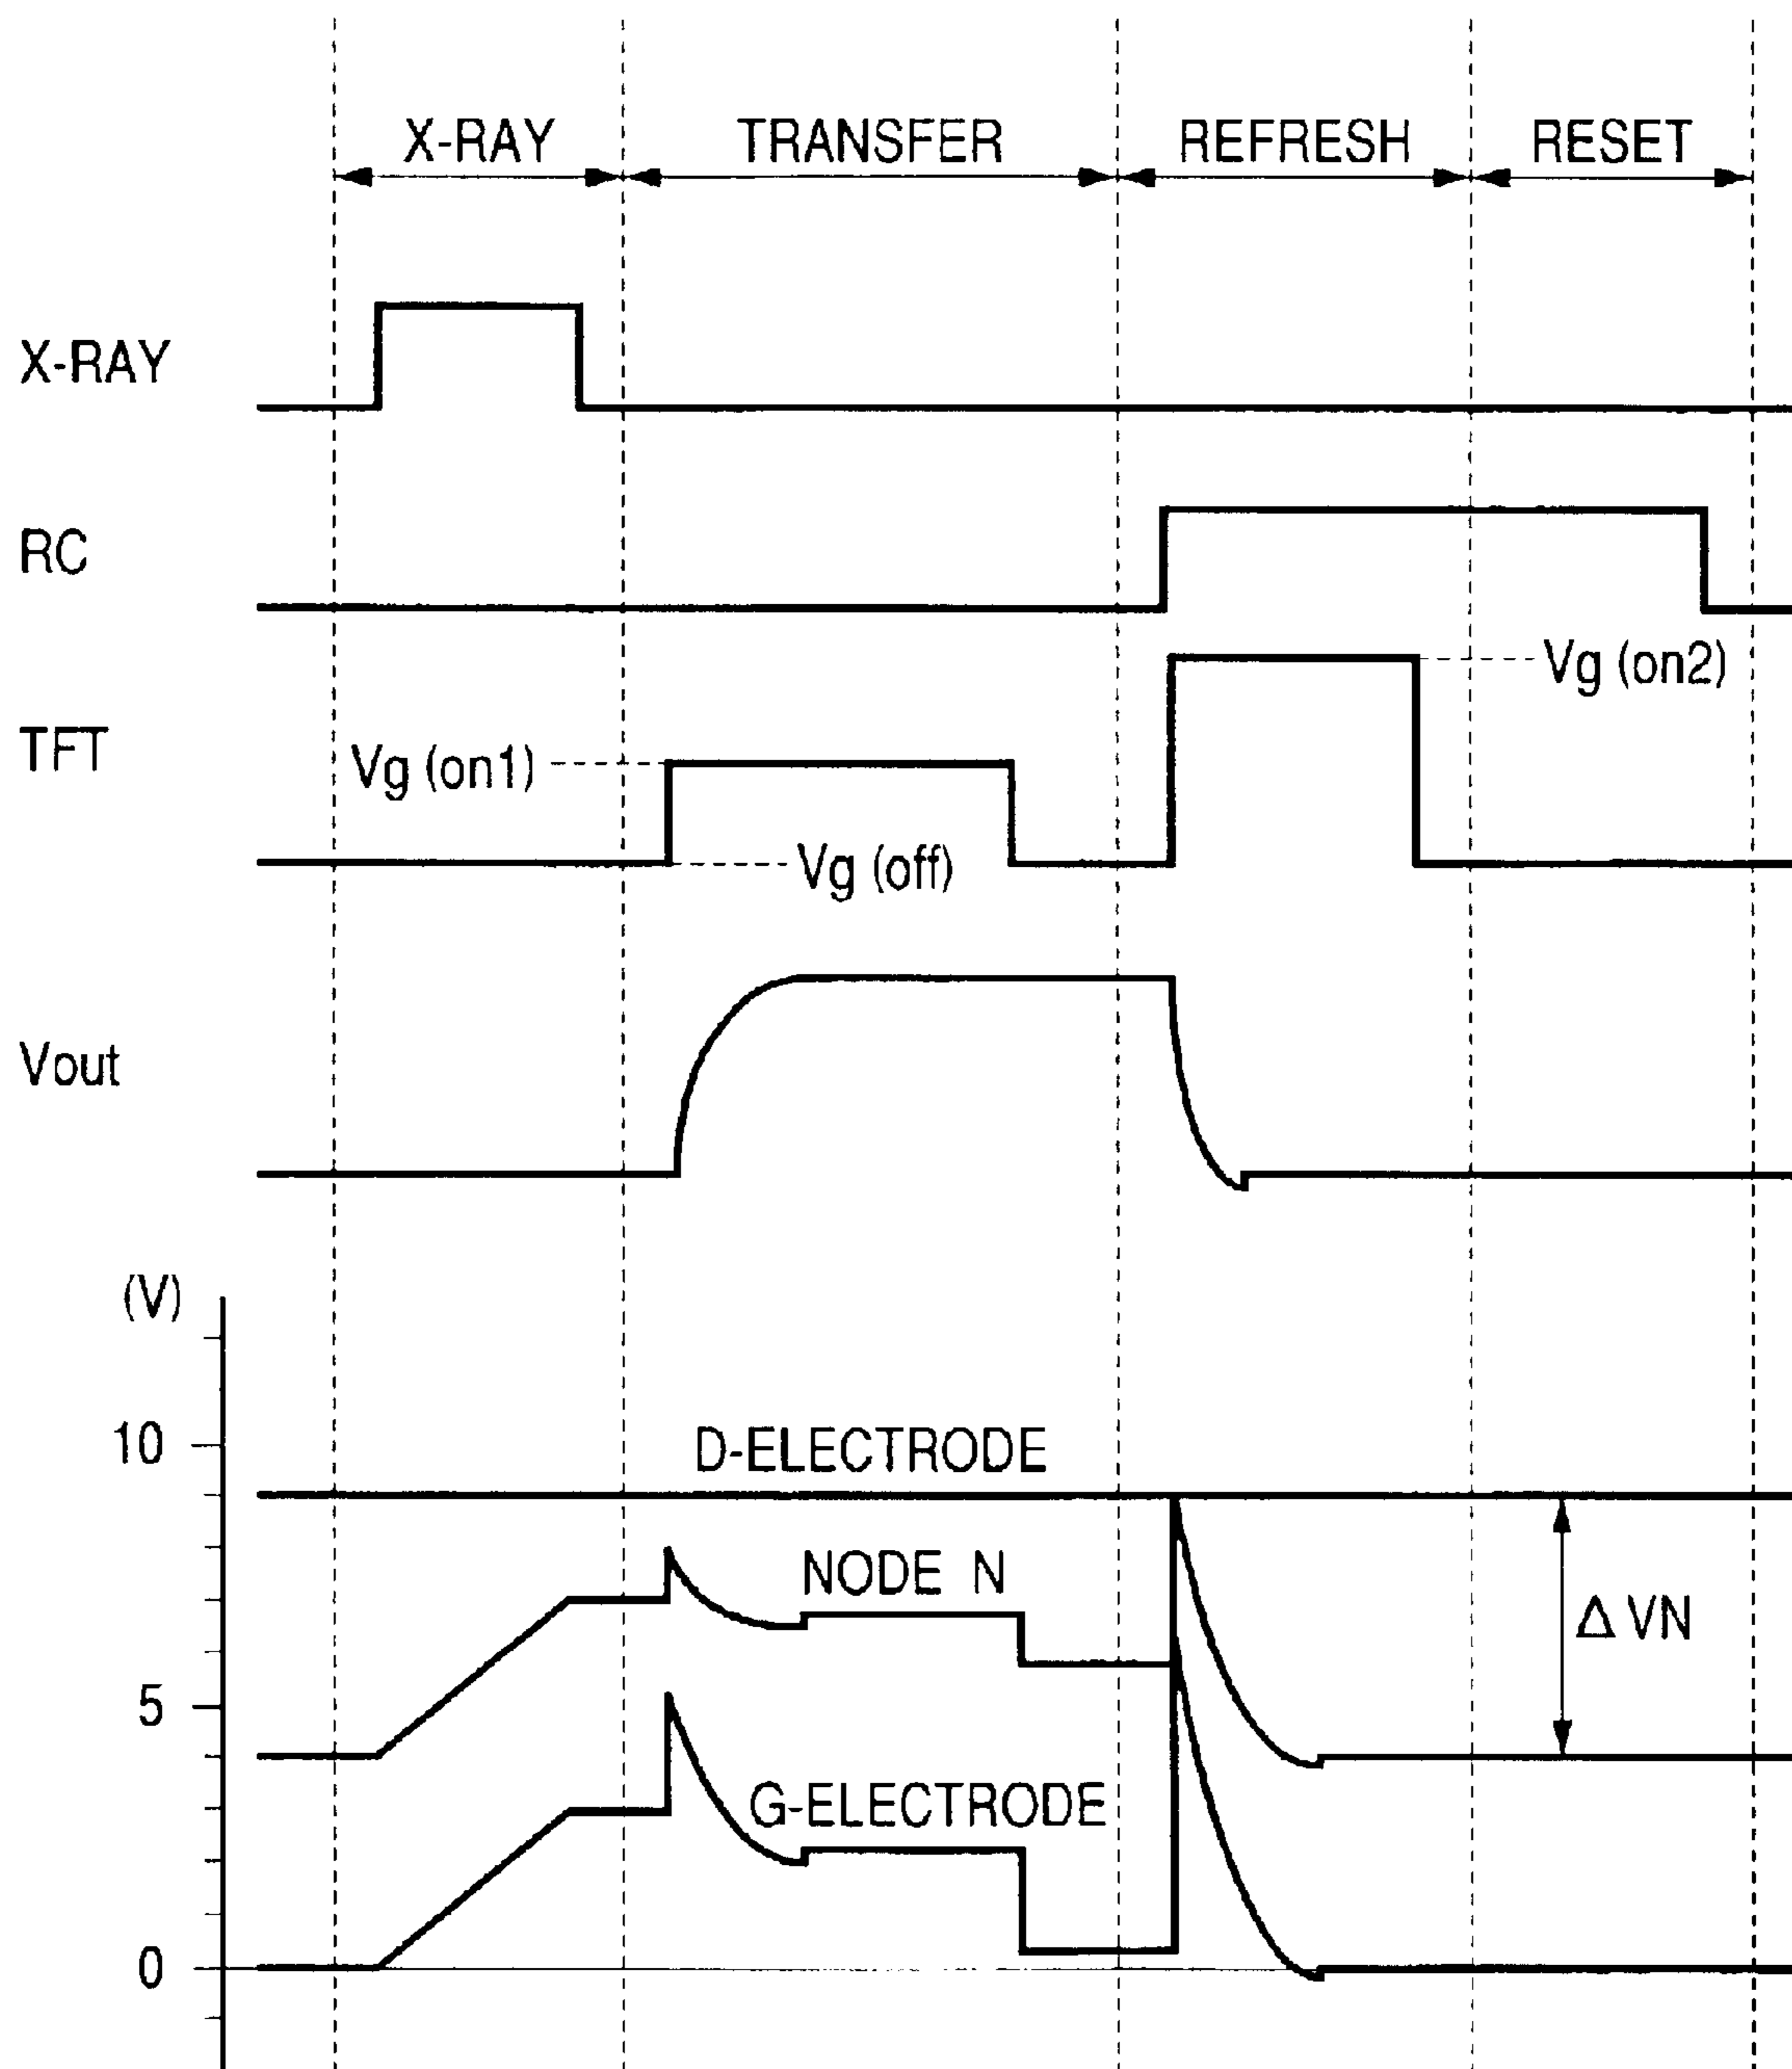 X-RAY TRANSFER REFRESH RESET
X-RAY
RC
Vg (on2)
TFT
Vg (on1)
Vg (off)
Vout
(V)
10
D-ELECTRODE
NODE N
Δ VN
5
G-ELECTRODE
0